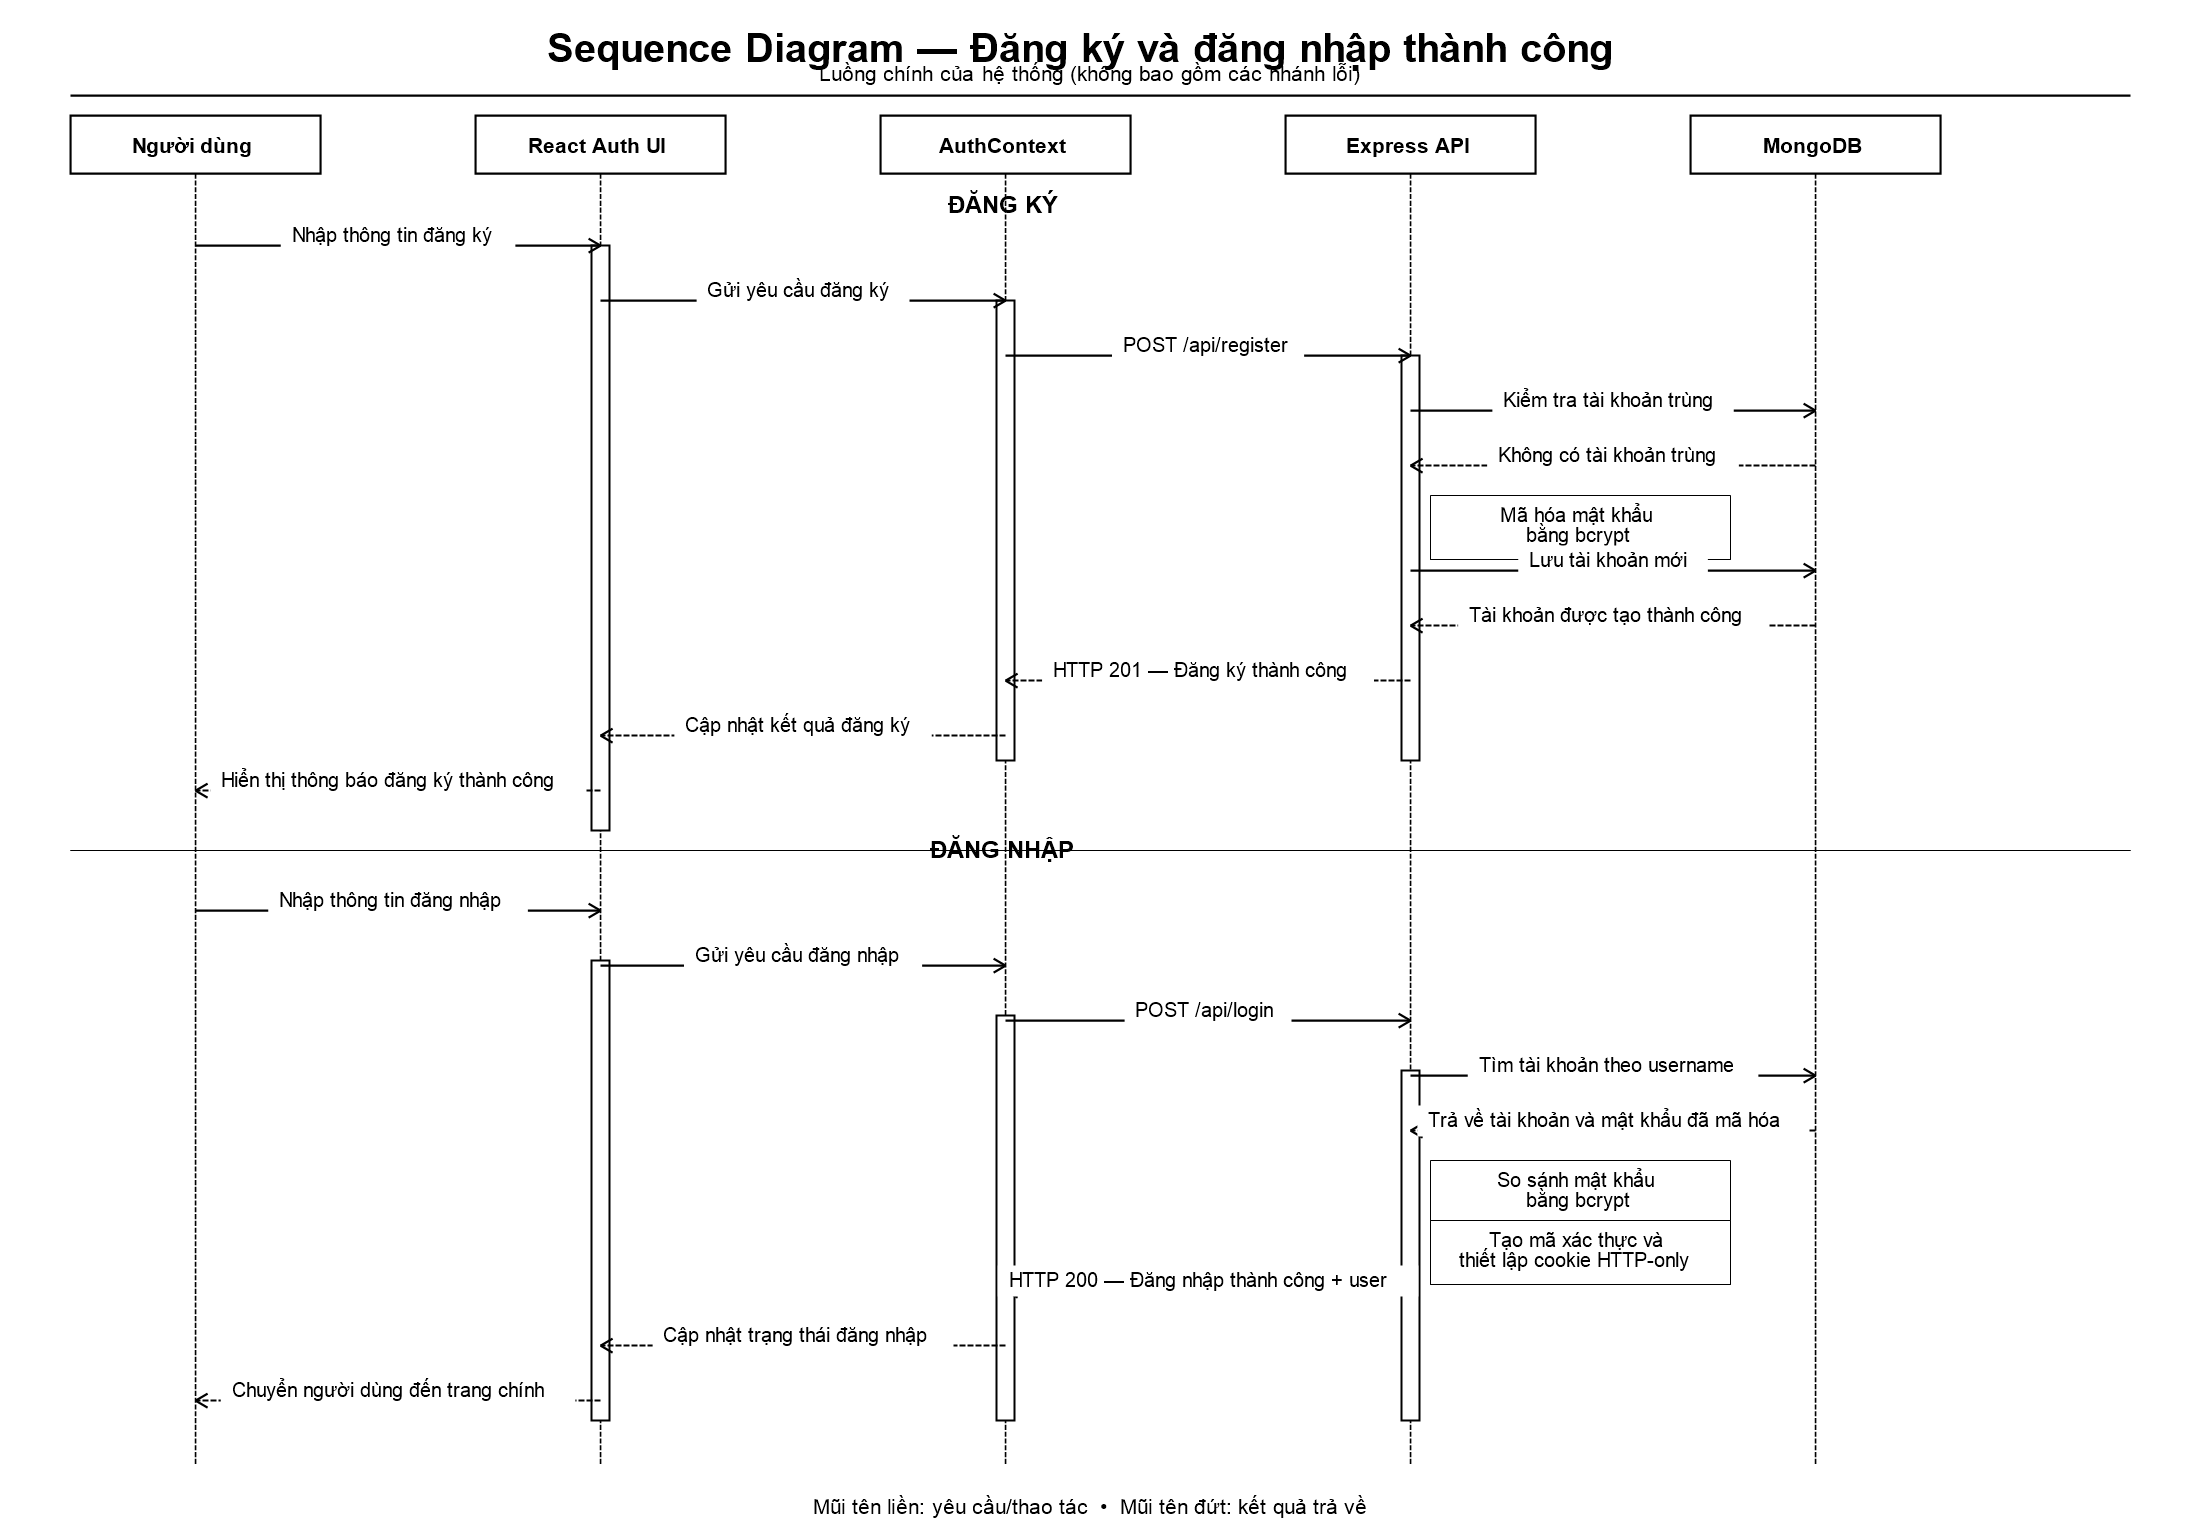 Sequence Diagram — Đăng ký và đăng nhập thành công
Luồng chính của hệ thống (không bao gồm các nhánh lỗi)
Người dùng
React Auth UI
AuthContext
Express API
MongoDB
ĐĂNG KÝ
Nhập thông tin đăng ký
Gửi yêu cầu đăng ký
POST /api/register
Kiểm tra tài khoản trùng
Không có tài khoản trùng
Mã hóa mật khẩu
bằng bcrypt
Lưu tài khoản mới
Tài khoản được tạo thành công
HTTP 201 — Đăng ký thành công
Cập nhật kết quả đăng ký
Hiển thị thông báo đăng ký thành công
ĐĂNG NHẬP
Nhập thông tin đăng nhập
Gửi yêu cầu đăng nhập
POST /api/login
Tìm tài khoản theo username
Trả về tài khoản và mật khẩu đã mã hóa
So sánh mật khẩu
bằng bcrypt
Tạo mã xác thực và
thiết lập cookie HTTP-only
HTTP 200 — Đăng nhập thành công + user
Cập nhật trạng thái đăng nhập
Chuyển người dùng đến trang chính
Mũi tên liền: yêu cầu/thao tác • Mũi tên đứt: kết quả trả về